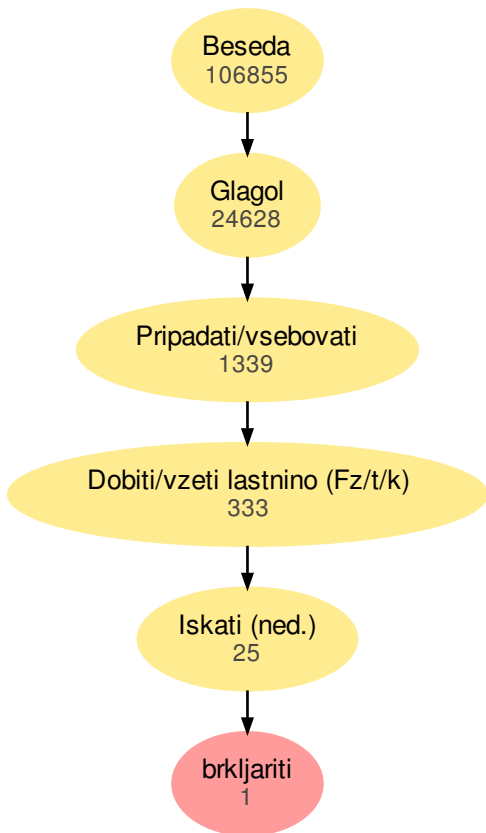 Beseda
106855
Glagol
24628
Pripadati/vsebovati
1339
Dobiti/vzeti lastnino (Fz/t/k)
333
Iskati (ned.)
25
brkljariti
1